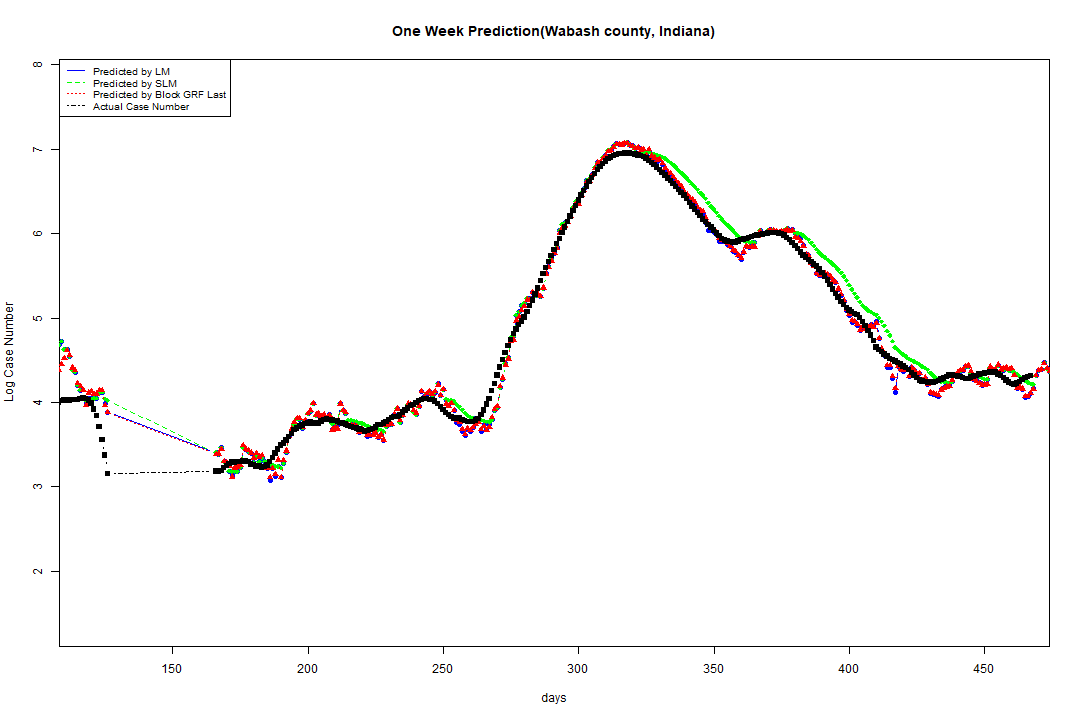 One Week Prediction(Wabash county, Indiana)
Predicted by LM
Predicted by SLM
Predicted by Block GRF Last
Actual Case Number
8
7
6
5
4
3
2
Log Case Number
150 200 250 300 350 400 450
days